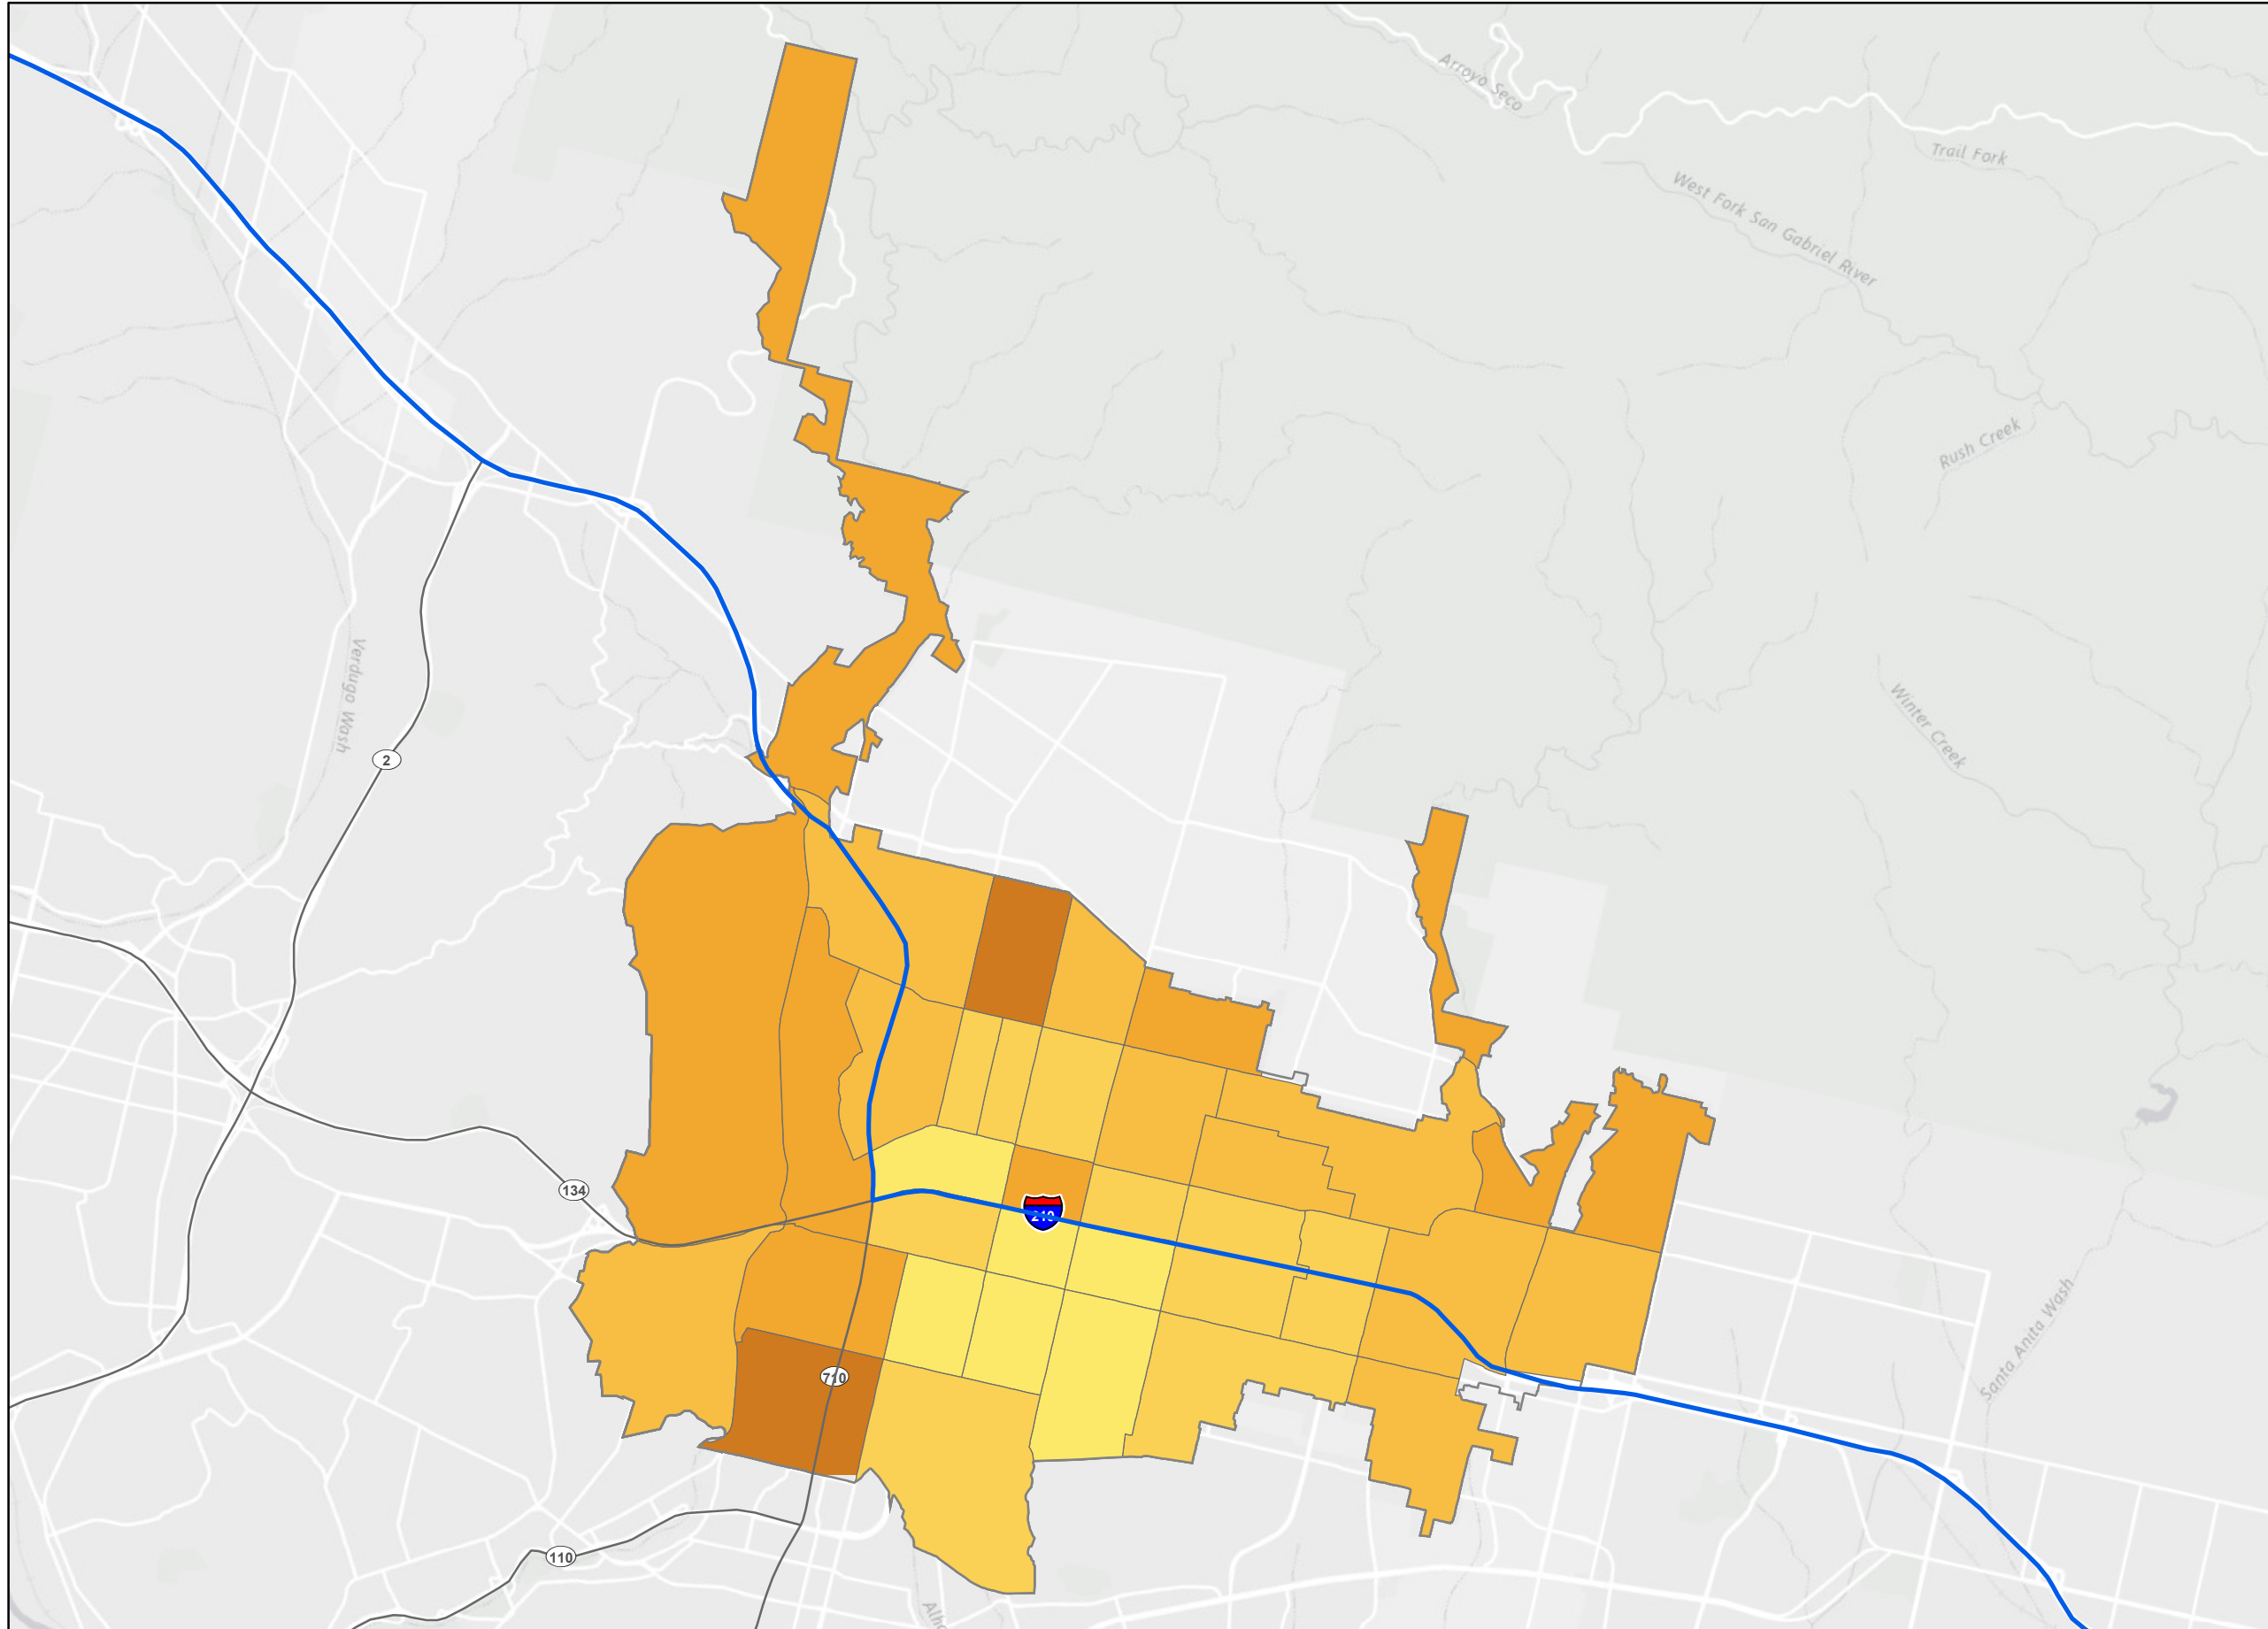 Arroyo Seco
Trail Fork
West Fork San Gabriel River
Rush Creek
Verdugo Wash
Winter Creek
2
134
210
Santa Anita Wash
710
110